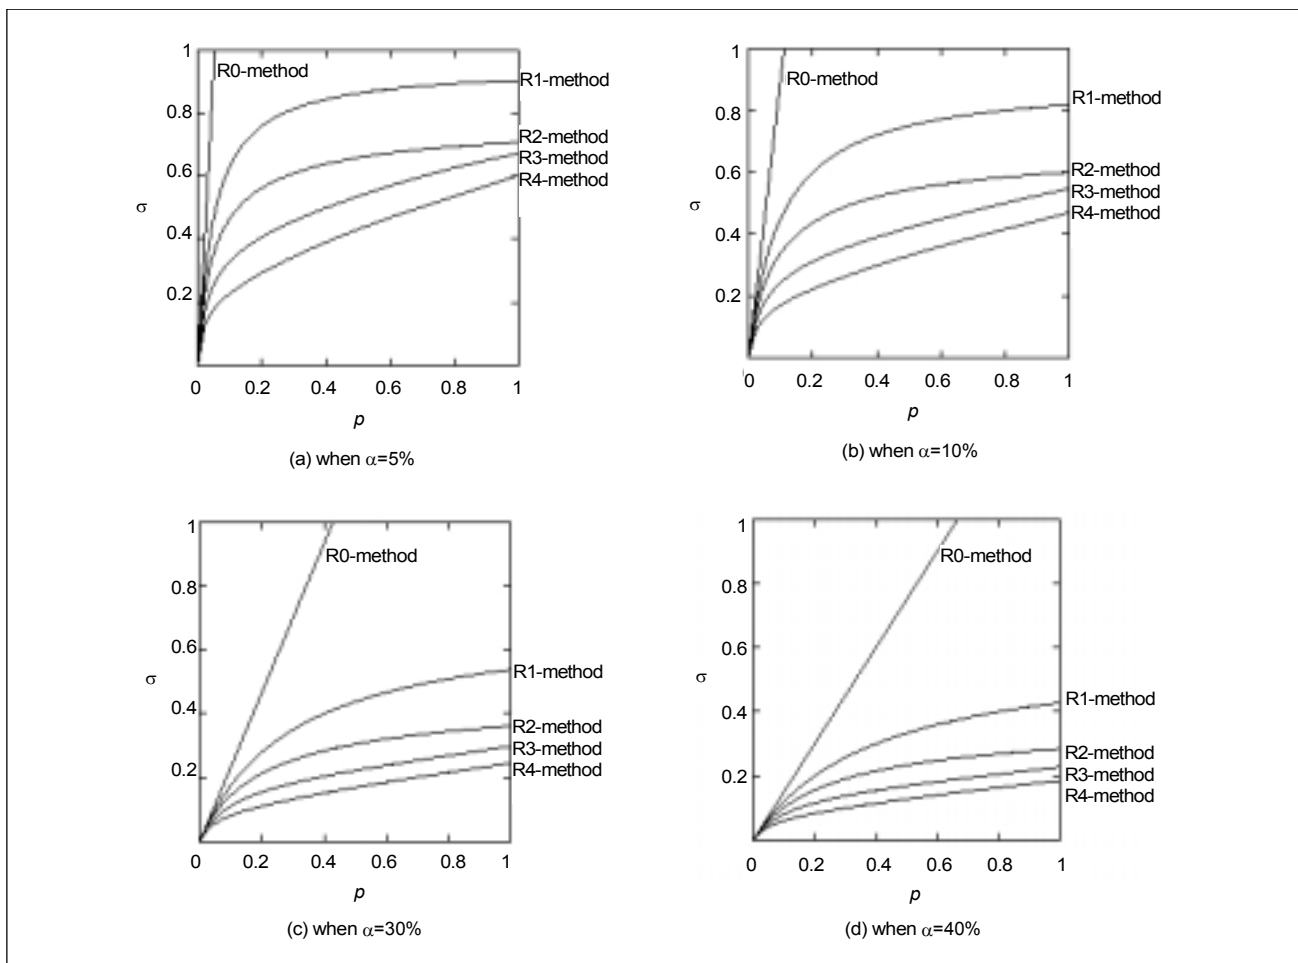 1
R0-method
R1-method
0.8
R2-method
R3-method
0.6
R4-method
σ
0.4
0.2
0 0.2 0.4 0.6 0.8 1
p
(a) when α=5%
1
R0-method
R1-method
0.8
R2-method
0.6
R3-method
R4-method
σ
0.4
0.2
0 0.2 0.4 0.6 0.8 1
p
(b) when α=10%
1
R0-method
0.8
0.6
R1-method
σ
0.4
R2-method
R3-method
R4-method
0.2
0 0.2 0.4 0.6 0.8 1
p
(c) when α=30%
1
R0-method
0.8
0.6
σ
R1-method
0.4
R2-method
R3-method
0.2
R4-method
0 0.2 0.4 0.6 0.8 1
p
(d) when α=40%